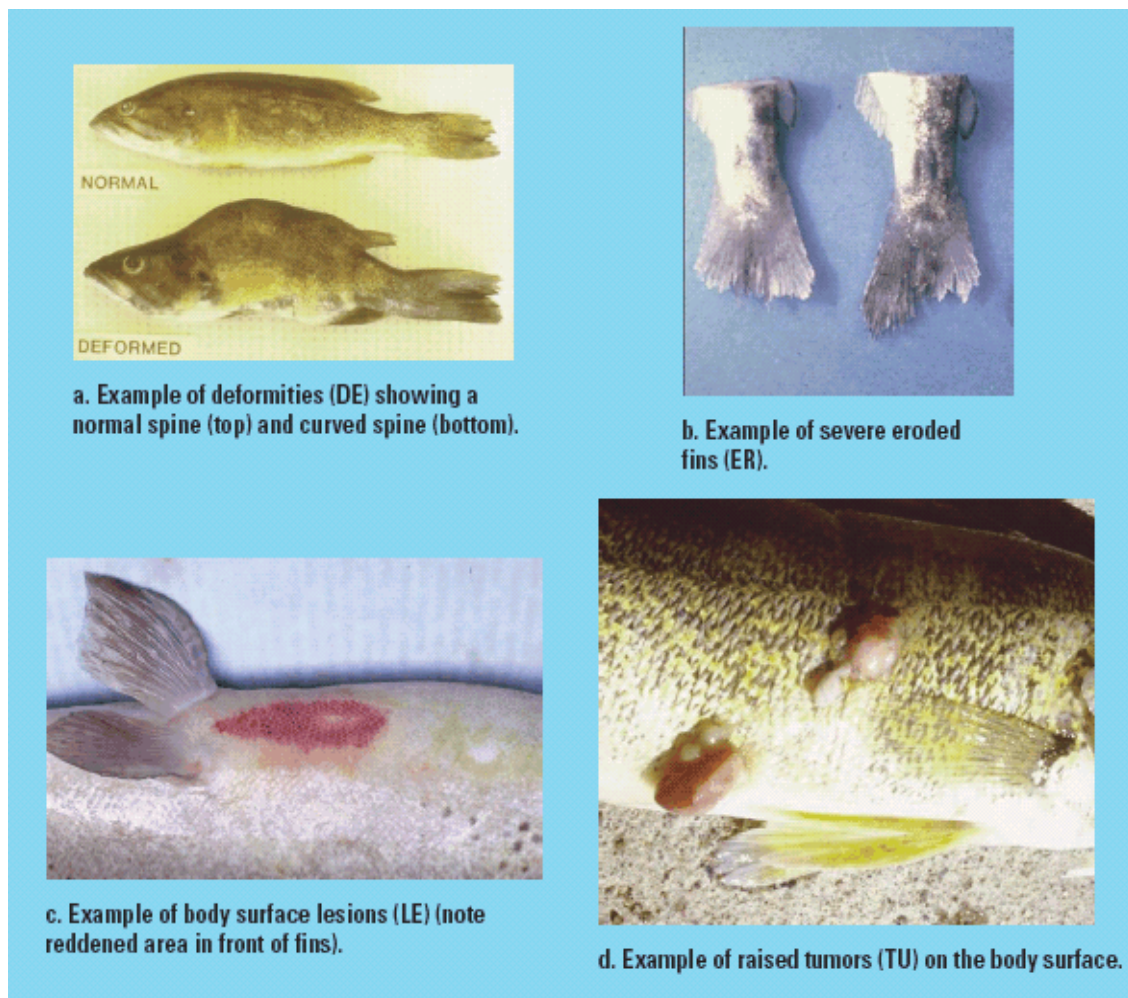 NORMAL
DEFORMED
a. Example of deformities (DE) showing a
normal spine (top) and curved spine (bottom).
b. Example of severe eroded
fins (ER).
c. Example of body surface lesions (LE) (note
reddened area in front of fins).
d. Example of raised tumors (TU) on the body surface.